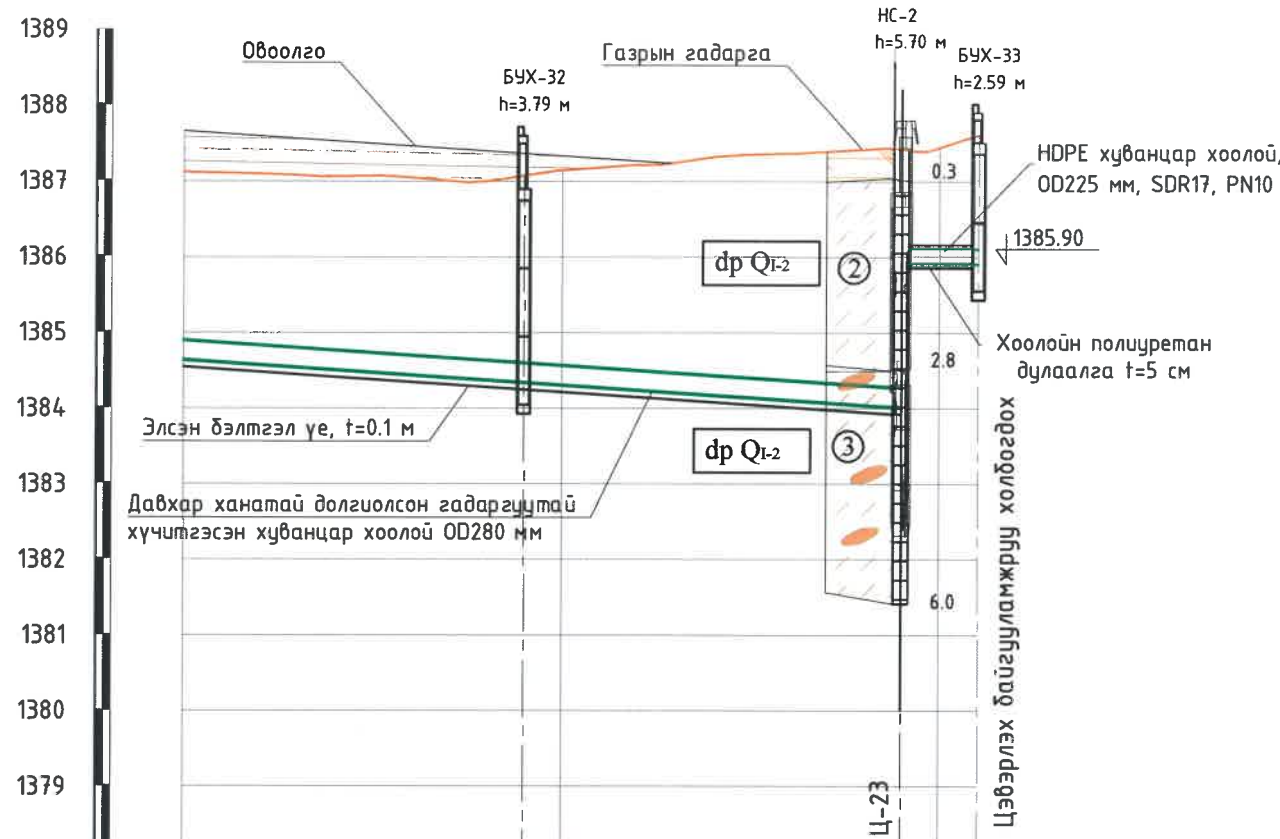 1389
1388
1387
1386
1385
1384
1383
1382
1381
1380
1379
Овоолго
БУХ-32
h=3.79 м
Газрын гадарга
НС-2
h=5.70 м
БУХ-33
h=2.59 м
HDPE хуванцар хоолой,
OD225 мм, SDR17, PN10
0.3
1385.90
dp QI-2
2
2.8
Хоолойн полиуретан
дулаалга t=5 см
Элсэн бэлтгэл үе, t=0.1 м
dp QI-2
3
Давхар ханатай долгиолсон гадаргуутай
хүчитгэсэн хуванцар хоолой OD280 мм
6.0
Ц-23
Цэвэрлэх байгууламжруу холбогдох